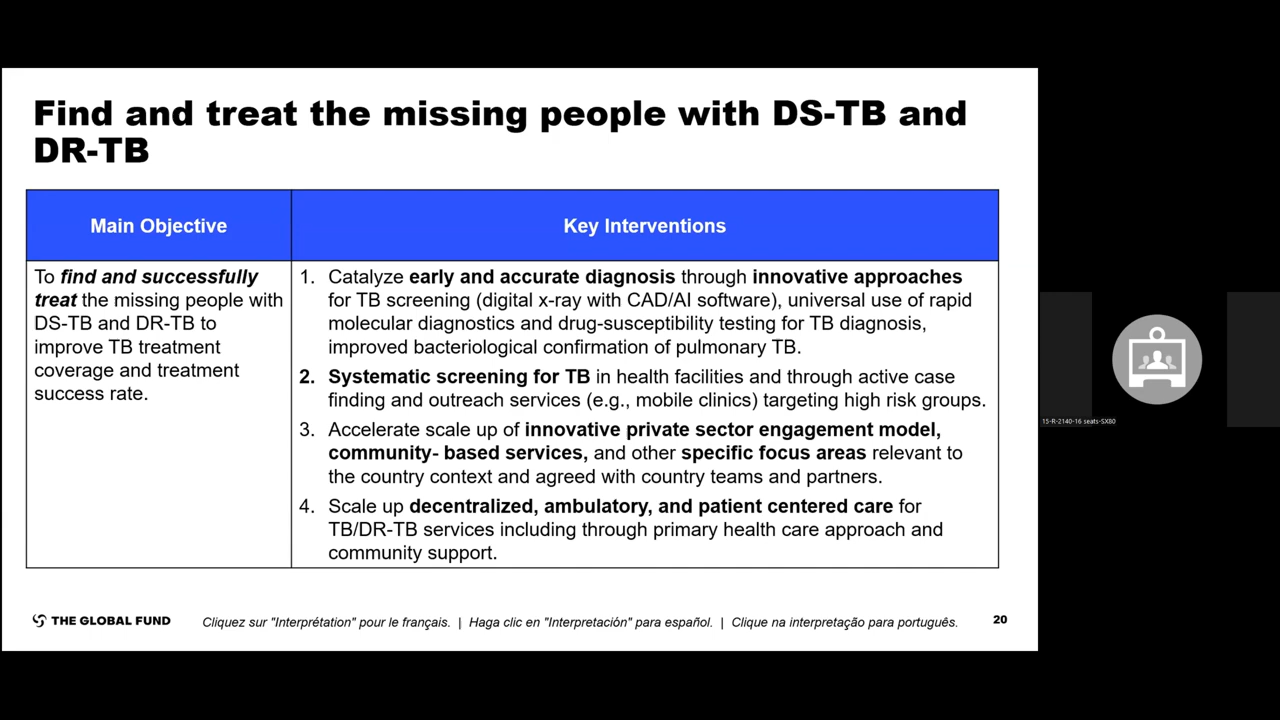 Find and treat the missing people with DS-TB and
DR-TB
Main Objective
Key Interventions
To find and successfully
treat the missing people with
DS-TB and DR-TB to
improve TB treatment
coverage and treatment
success rate.
1. Catalyze early and accurate diagnosis through innovative approaches
for TB screening (digital x-ray with CAD/AI software), universal use of rapid
molecular diagnostics and drug-susceptibility testing for TB diagnosis,
improved bacteriological confirmation of pulmonary TB.
2. Systematic screening for TB in health facilities and through active case
finding and outreach services (e.g., mobile clinics) targeting high risk groups.
3. Accelerate scale up of innovative private sector engagement model,
community- based services, and other specific focus areas relevant to
the country context and agreed with country teams and partners.
4. Scale up decentralized, ambulatory, and patient centered care for
TB/DR-TB services including through primary health care approach and
community support.
THE GLOBAL FUND
Cliquez sur "Interprétation" pour le français. | Haga clic en "Interpretación" para español. | Clique na interpretação para português.
20
15-R-2140-16 seats-SX80